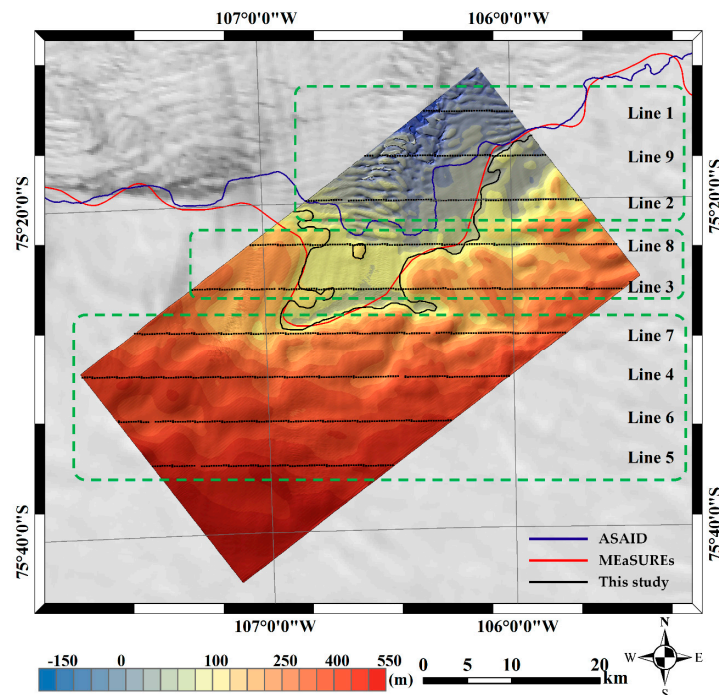 107°0'0"W 106°0'0"W
75°20'0"S
75°40'0"S
Line 1
Line 9
Line 2
Line 8
Line 3
Line 7
Line 4
Line 6
Line 5
ASAID
MEaSUREs
This study
75°20'0"S
75°40'0"S
107°0'0"W 106°0'0"W
-150 0 100 250 400 550 (m)
0 5 10 20 km
N
W E
S